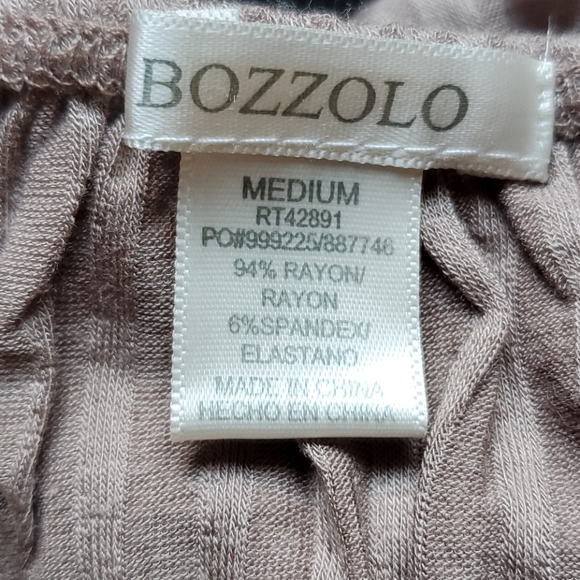 BOZZOLO
MEDIUM
RT42891
PO#999225/887746
94% RAYON/
RAYON
6%SPANDEX/
ELASTANO
MADE IN CHINA
HECHO EN CHINA